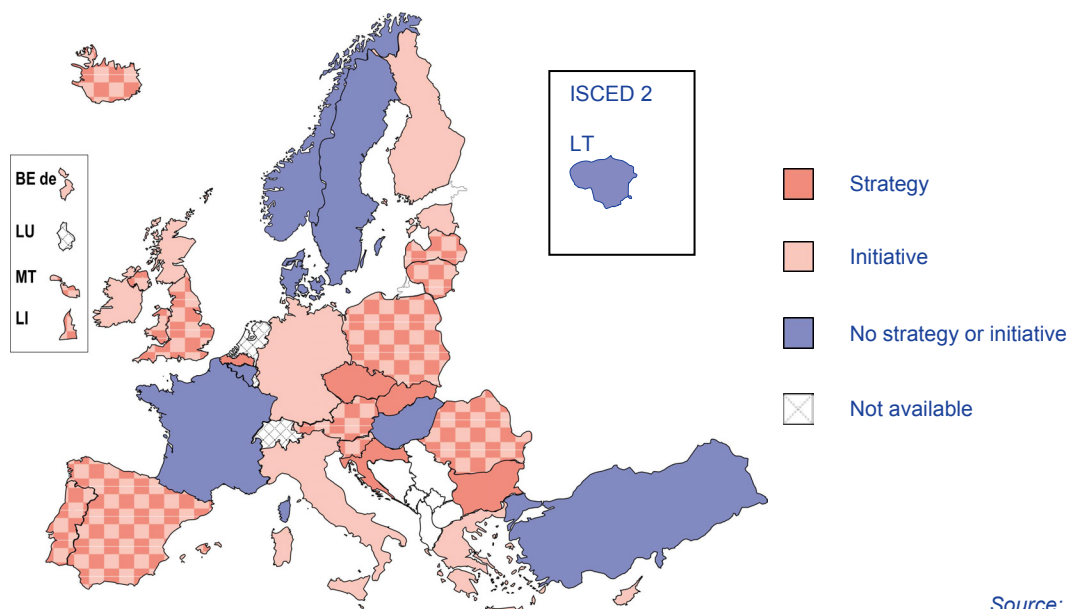 ISCED 2
LT
BE de
LU
MT
LI
Strategy
Initiative
No strategy or initiative
Not available
Source: